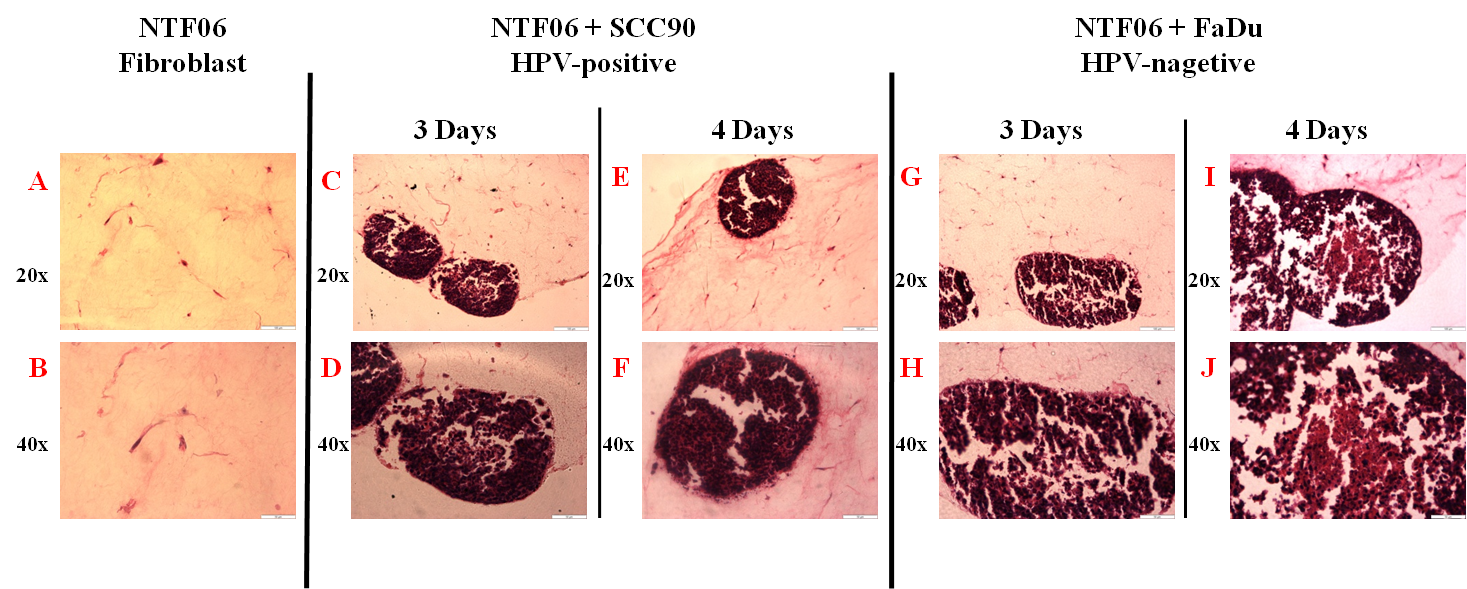 NTF06
Fibroblast
NTF06 + SCC90
HPV-positive
NTF06 + FaDu
HPV-nagetive
3 Days
4 Days
3 Days
4 Days
A
C
E
G
I
20x
20x
20x
20x
20x
B
D
F
H
J
40x
40x
40x
40x
40x